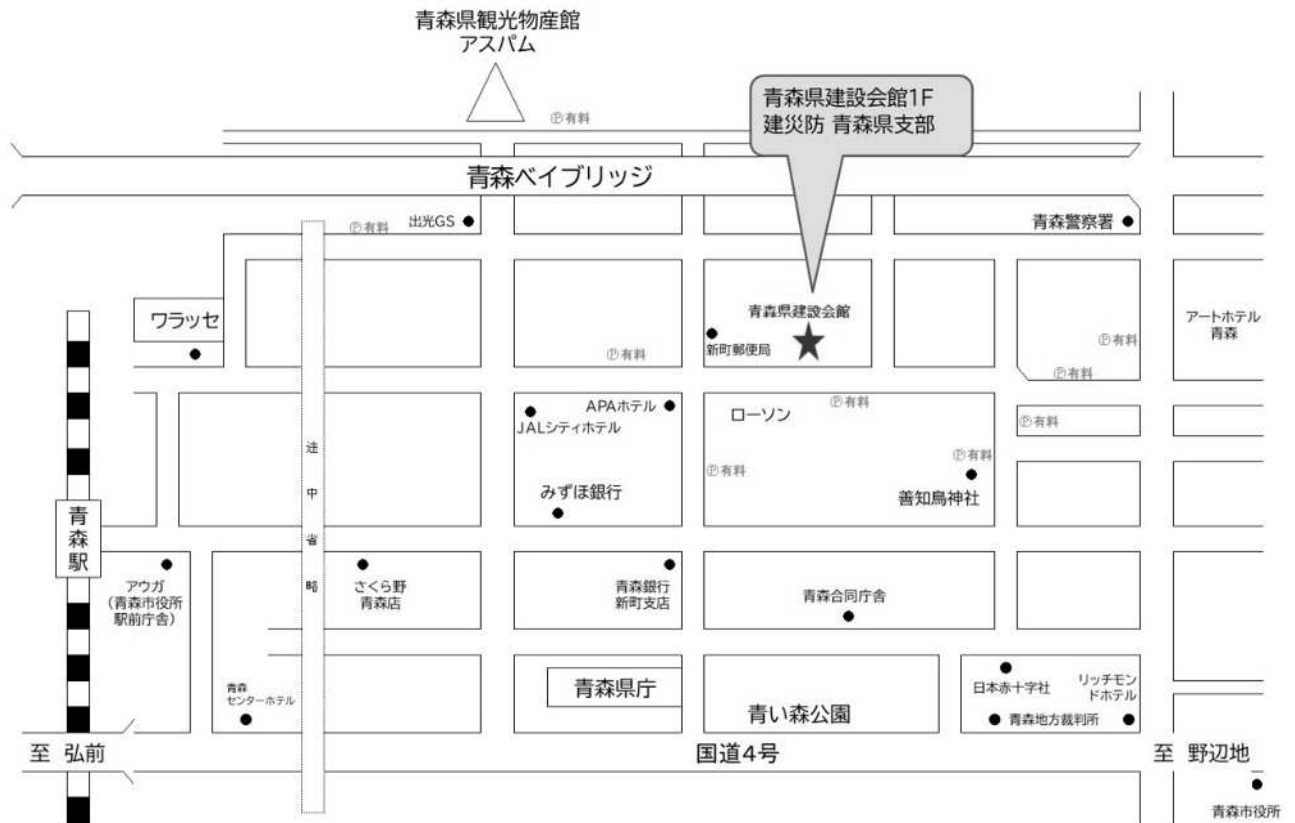 青森県観光物産館
アスパム
Ⓟ有料
青森県建設会館1F
建災防 青森県支部
青森ベイブリッジ
Ⓟ有料
出光GS
青森警察署
ワラッセ
青森県建設会館
新町郵便局
Ⓟ有料
Ⓟ有料
アートホテル
青森
Ⓟ有料
APAホテル
JALシティホテル
ローソン
Ⓟ有料
Ⓟ有料
Ⓟ有料
Ⓟ有料
善知鳥神社
みずほ銀行
途中省略
青森駅
アウガ
(青森市役所
駅前庁舎)
さくら野
青森店
青森銀行
新町支店
青森合同庁舎
青森
センターホテル
青森県庁
青い森公園
日本赤十字社
リッチモン
ドホテル
青森地方裁判所
至 弘前
国道4号
至 野辺地
青森市役所